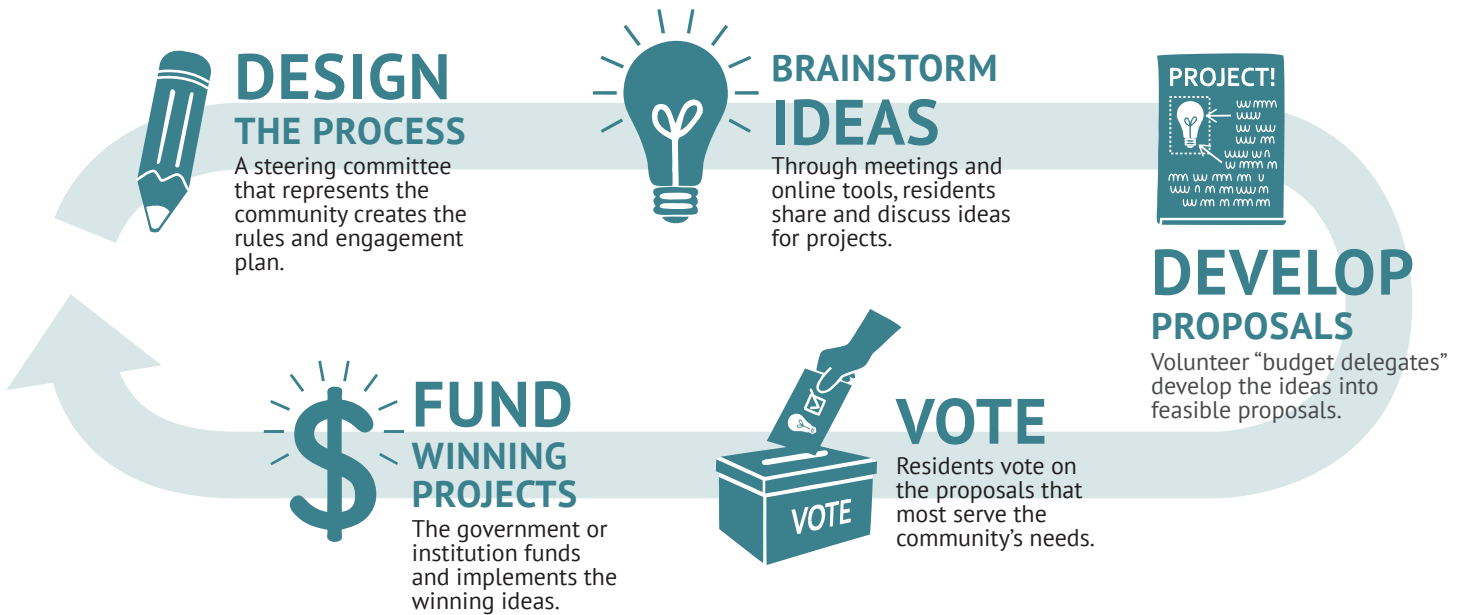 DESIGN
THE PROCESS
A steering committee
that represents the
community creates the
rules and engagement
plan.
BRAINSTORM
IDEAS
Through meetings and
online tools, residents
share and discuss ideas
for projects.
PROJECT!
DEVELOP
PROPOSALS
Volunteer “budget delegates”
develop the ideas into
feasible proposals.
VOTE
VOTE
Residents vote on
the proposals that
most serve the
community’s needs.
FUND
WINNING
PROJECTS
The government or
institution funds
and implements the
winning ideas.